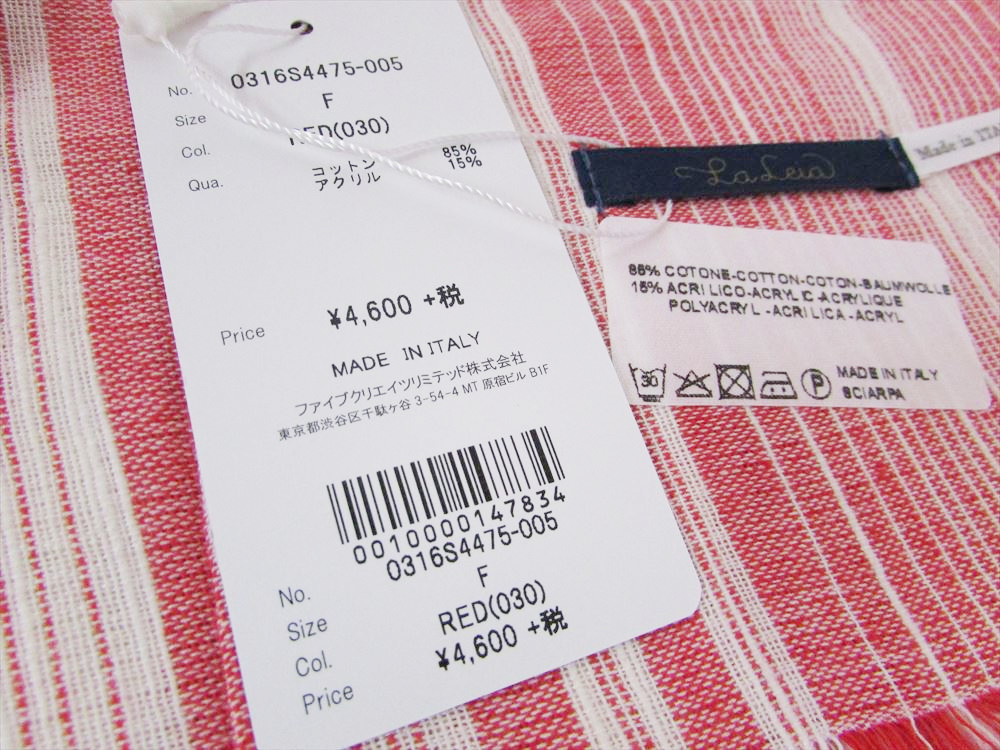 No. 0316S4475-005
Size F
Col. RED(030)
Qua. コットン 85%
アクリル 15%
Price ¥4,600 +税
MADE IN ITALY
ファイブクリエイツリミテッド株式会社
東京都渋谷区千駄ヶ谷 3-54-4 MT 原宿ビル B1F
0010000147834
No. 0316S4475-005
Size F
Col. RED(030)
Price ¥4,600 +税
LaLeia
Made in ITA
85% COTONE-COTTON-COTON-BAUMWOLLE
15% ACRILICO-ACRYLIC-ACRYLIQUE
POLYACRYL-ACRILICA-ACRYL
30
P
MADE IN ITALY
SCIARPA